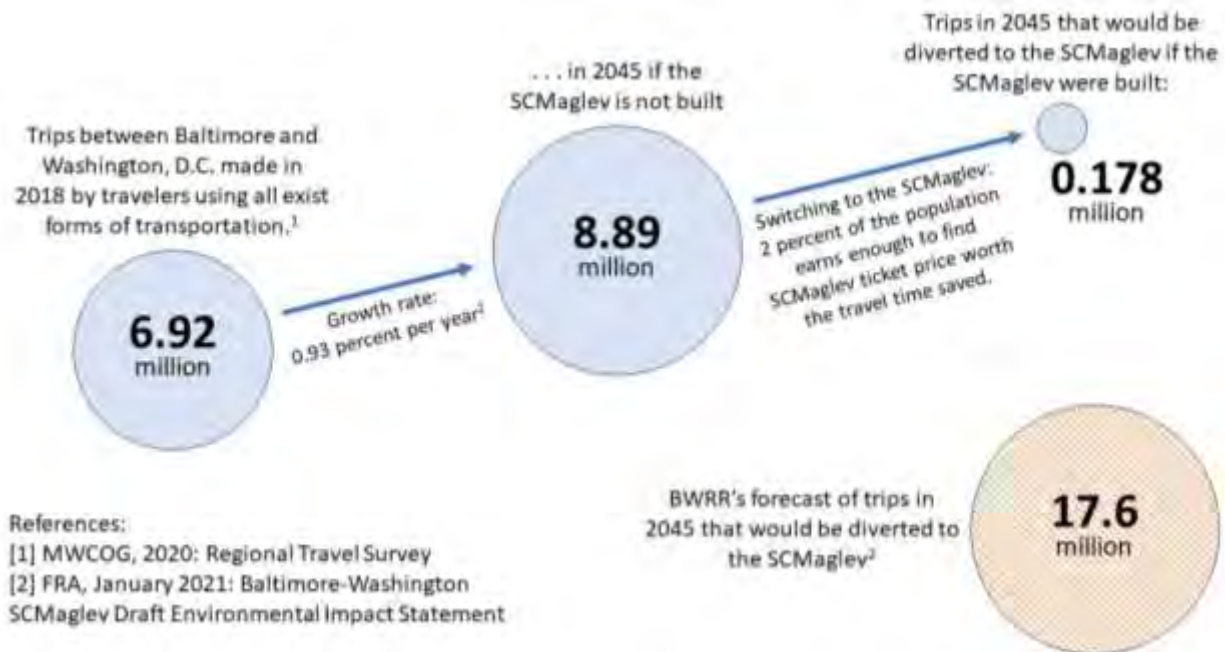 Trips between Baltimore and
Washington, D.C. made in
2018 by travelers using all exist
forms of transportation.¹
6.92
million
Growth rate:
0.93 percent per year²
. . . in 2045 if the
SCMaglev is not built
8.89
million
Switching to the SCMaglev:
2 percent of the population
earns enough to find
SCMaglev ticket price worth
the travel time saved.
Trips in 2045 that would be
diverted to the SCMaglev if the
SCMaglev were built:
0.178
million
BWRR's forecast of trips in
2045 that would be diverted to
the SCMaglev²
17.6
million
References:
[1] MWCOG, 2020: Regional Travel Survey
[2] FRA, January 2021: Baltimore-Washington
SCMaglev Draft Environmental Impact Statement